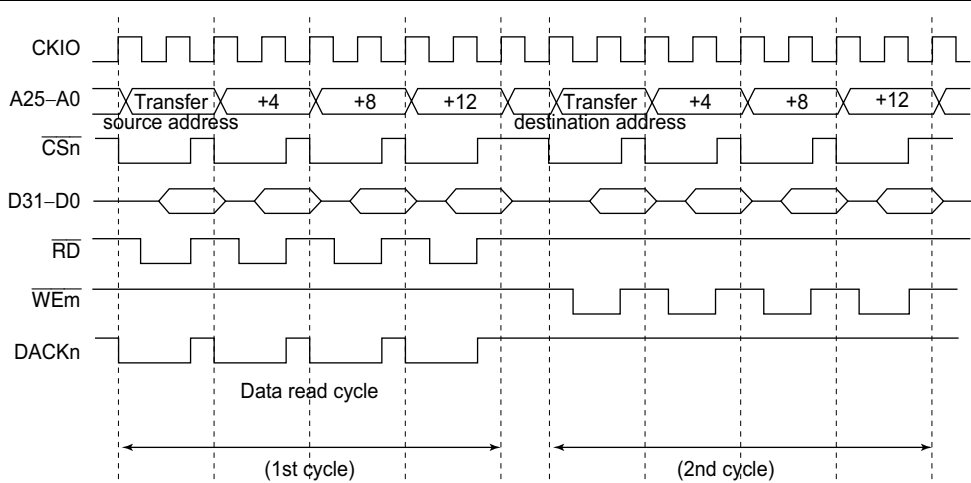 CKIO
A25–A0 Transfer +4 +8 +12 Transfer +4 +8 +12
source address destination address
CSn
D31–D0
RD
WEm
DACKn
Data read cycle
(1st cycle) (2nd cycle)